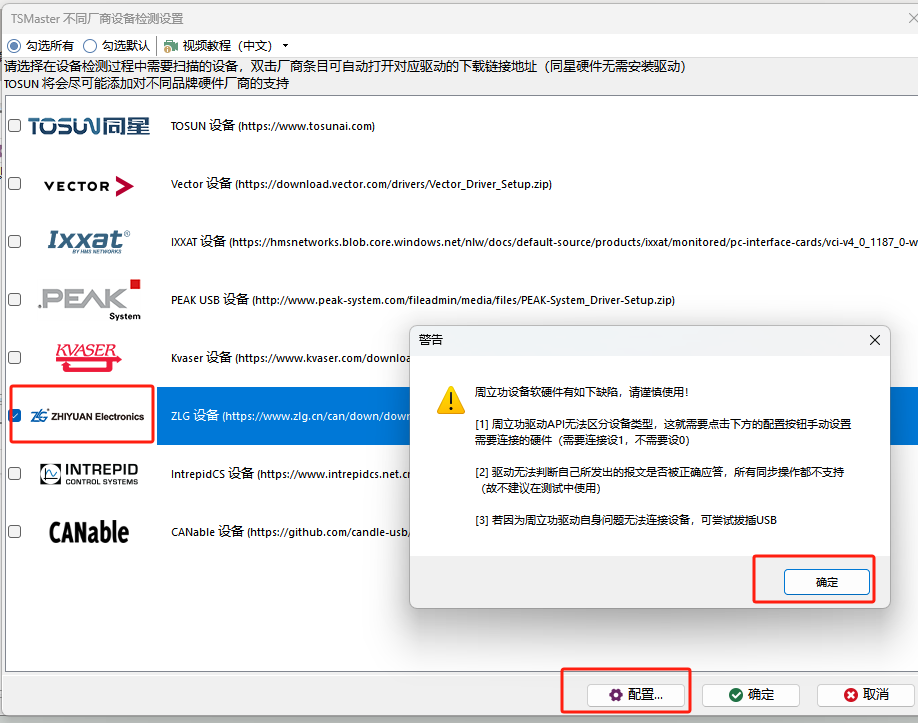 TSMaster 不同厂商设备检测设置
勾选所有 勾选默认 视频教程（中文）
请选择在设备检测过程中需要扫描的设备，双击厂商条目可自动打开对应驱动的下载链接地址（同星硬件无需安装驱动）
TOSUN 将会尽可能添加对不同品牌硬件厂商的支持
TOSUN同星 TOSUN 设备 (https://www.tosunai.com)
VECTOR Vector 设备 (https://download.vector.com/drivers/Vector_Driver_Setup.zip)
Ixxat® IXXAT 设备 (https://hmsnetworks.blob.core.windows.net/nlw/docs/default-source/products/ixxat/monitored/pc-interface-cards/vci-v4_0_1187_0-w
BY HMS NETWORKS
PEAK PEAK USB 设备 (http://www.peak-system.com/fileadmin/media/files/PEAK-System_Driver-Setup.zip)
System
KVASER Kvaser 设备 (https://www.kvaser.com/downloa
ZLG ZHIYUAN Electronics ZLG 设备 (https://www.zlg.cn/can/down/down
INTREPID IntrepidCS 设备 (https://www.intrepidcs.net.c
CONTROL SYSTEMS
CANable CANable 设备 (https://github.com/candle-usb/
警告
周立功设备软硬件有如下缺陷，请谨慎使用！
[1] 周立功驱动API无法区分设备类型，这就需要点击下方的配置按钮手动设置
需要连接的硬件（需要连接设1，不需要设0）
[2] 驱动无法判断自己所发出的报文是否被正确应答，所有同步操作都不支持
（故不建议在测试中使用）
[3] 若因为周立功驱动自身问题无法连接设备，可尝试拔插USB
确定
配置... 确定 取消